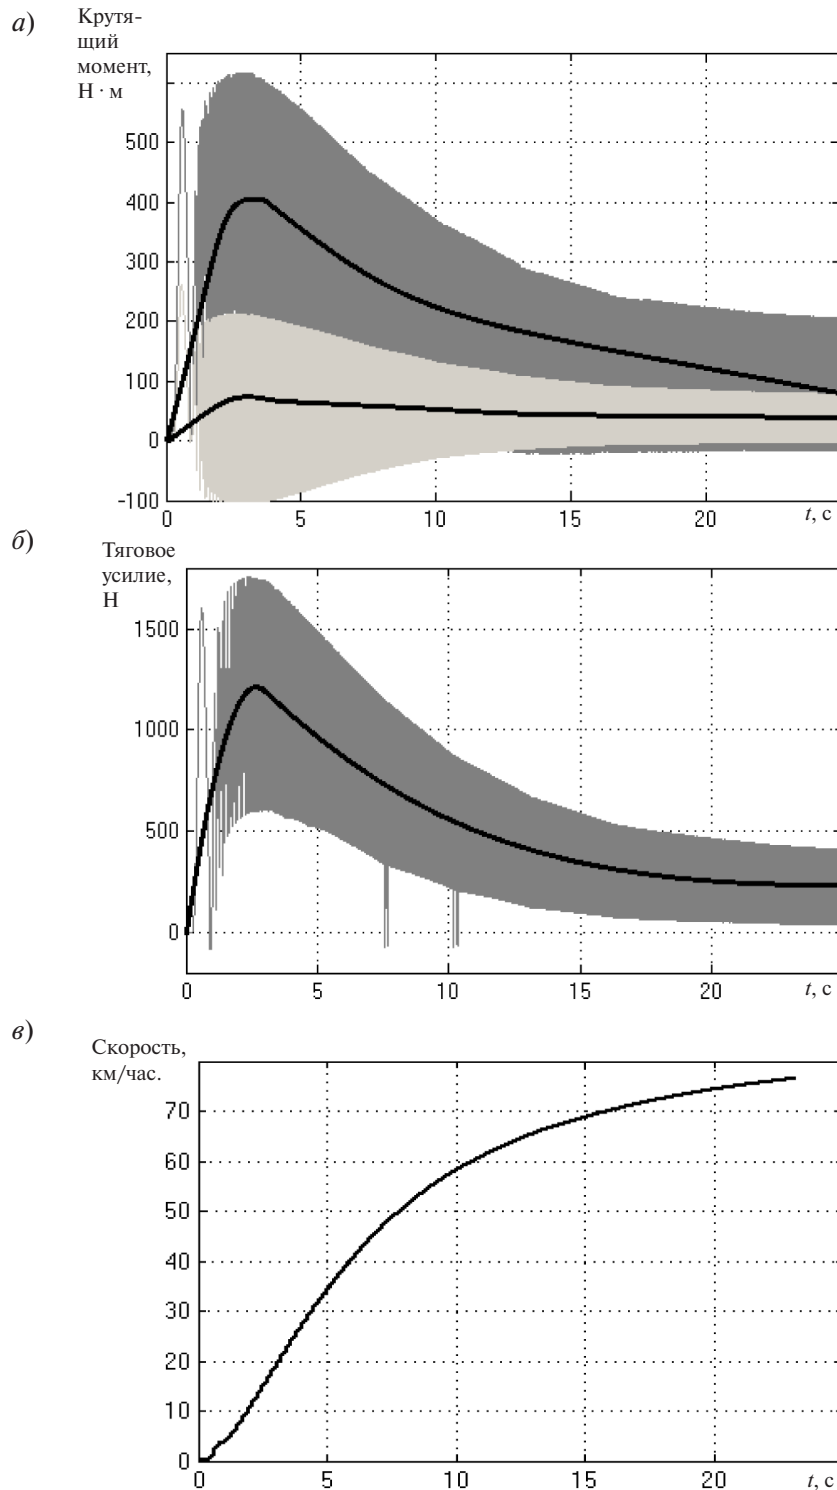 а)
Крутя-
щий
момент,
Н · м
500
400
300
200
100
0
-100
0 5 10 15 20 t, с
б)
Тяговое
усилие,
Н
1500
1000
500
0
0 5 10 15 20 t, с
в)
Скорость,
км/час.
70
60
50
40
30
20
10
0
0 5 10 15 20 t, с